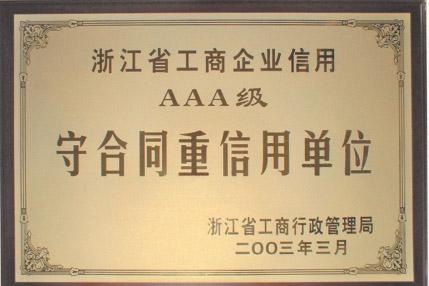 浙江省工商企业信用
AAA级
守合同重信用单位
浙江省工商行政管理局
二〇〇三年三月